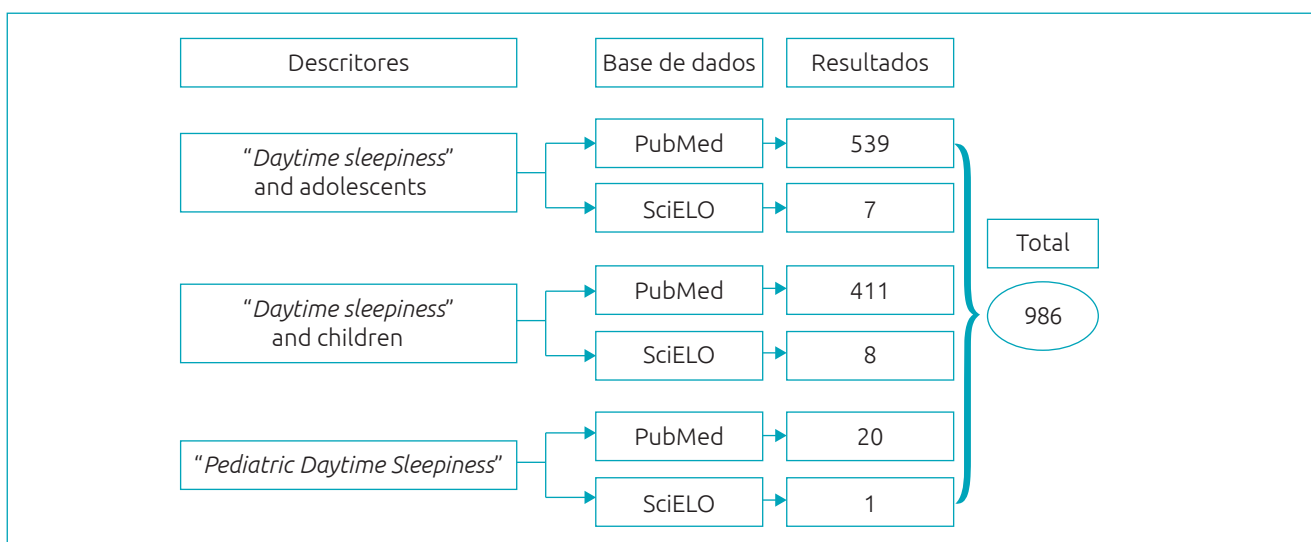 Descritores
Base de dados
Resultados
“Daytime sleepiness”
and adolescents
PubMed
539
SciELO
7
Total
986
“Daytime sleepiness”
and children
PubMed
411
SciELO
8
“Pediatric Daytime Sleepiness”
PubMed
20
SciELO
1